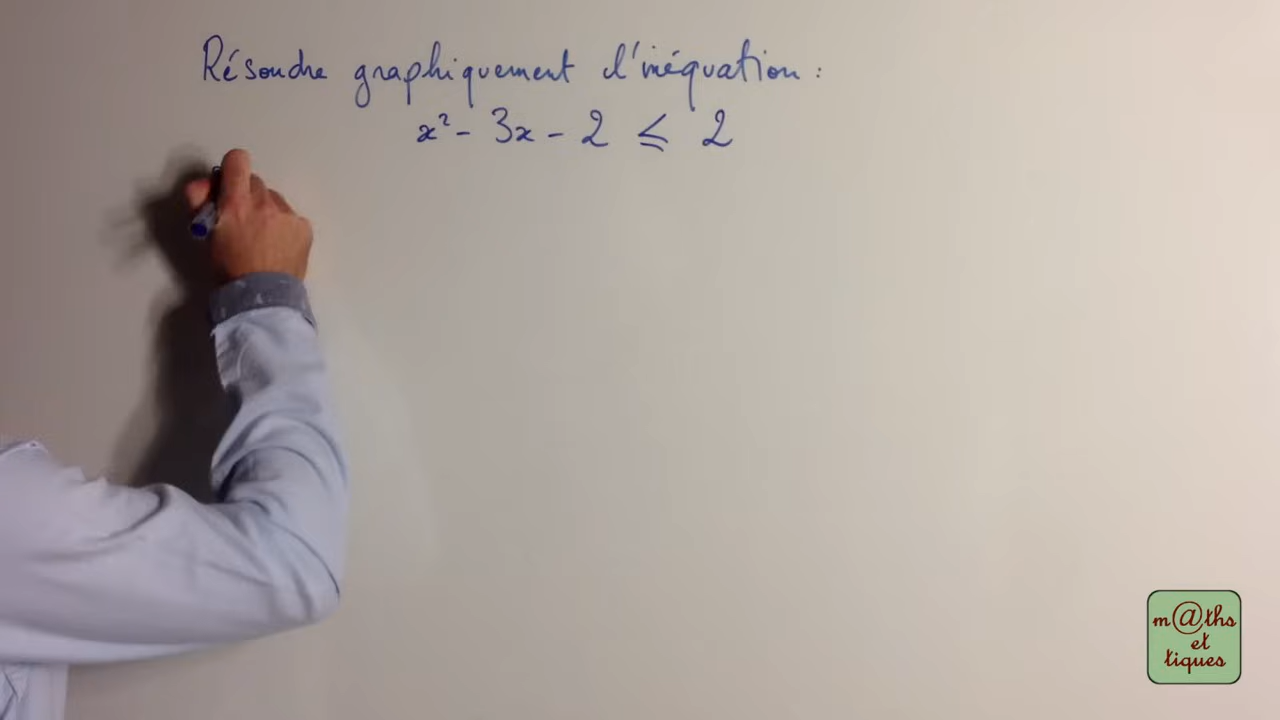 Résoudre graphiquement l'inéquation :
x² - 3x - 2 ⩽ 2
m@ths
et
tiques